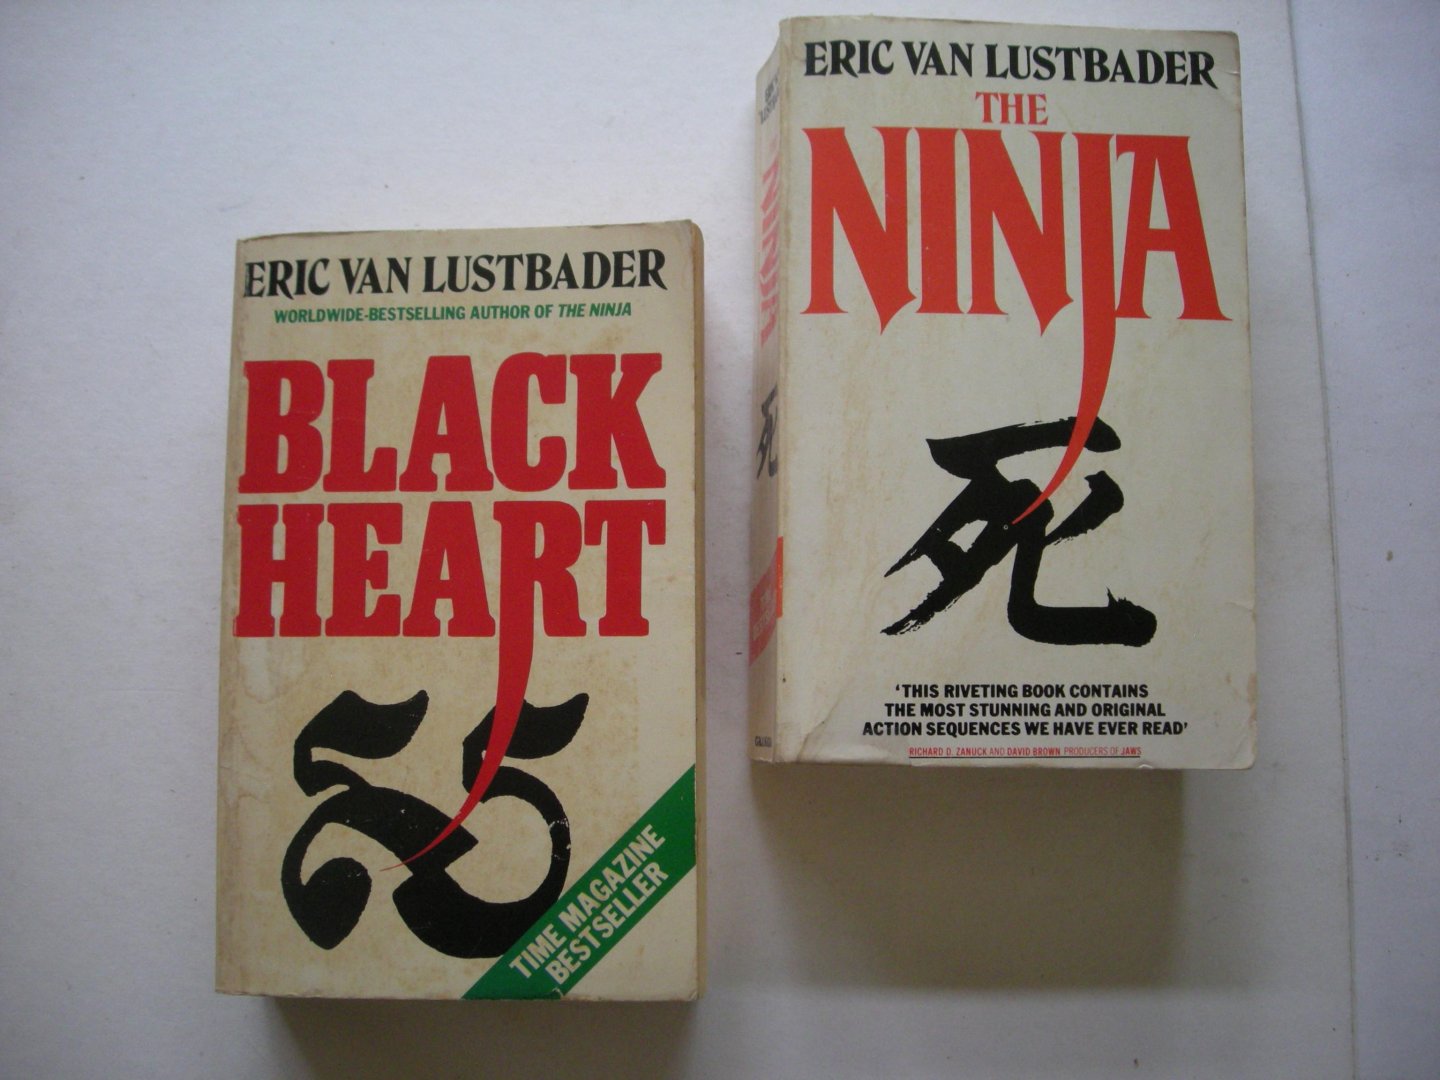 ERIC VAN LUSTBADER
WORLDWIDE-BESTSELLING AUTHOR OF THE NINJA
BLACK
HEART
TIME MAGAZINE
BESTSELLER
ERIC VAN LUSTBADER
THE
NINJA
死
'THIS RIVETING BOOK CONTAINS
THE MOST STUNNING AND ORIGINAL
ACTION SEQUENCES WE HAVE EVER READ'
RICHARD D. ZANUCK AND DAVID BROWN PRODUCERS OF JAWS
NINJA
死